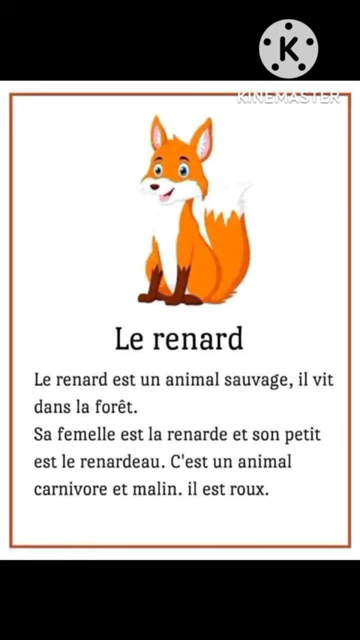 K
KINEMASTER
Le renard
Le renard est un animal sauvage, il vit
dans la forêt.
Sa femelle est la renarde et son petit
est le renardeau. C'est un animal
carnivore et malin. il est roux.